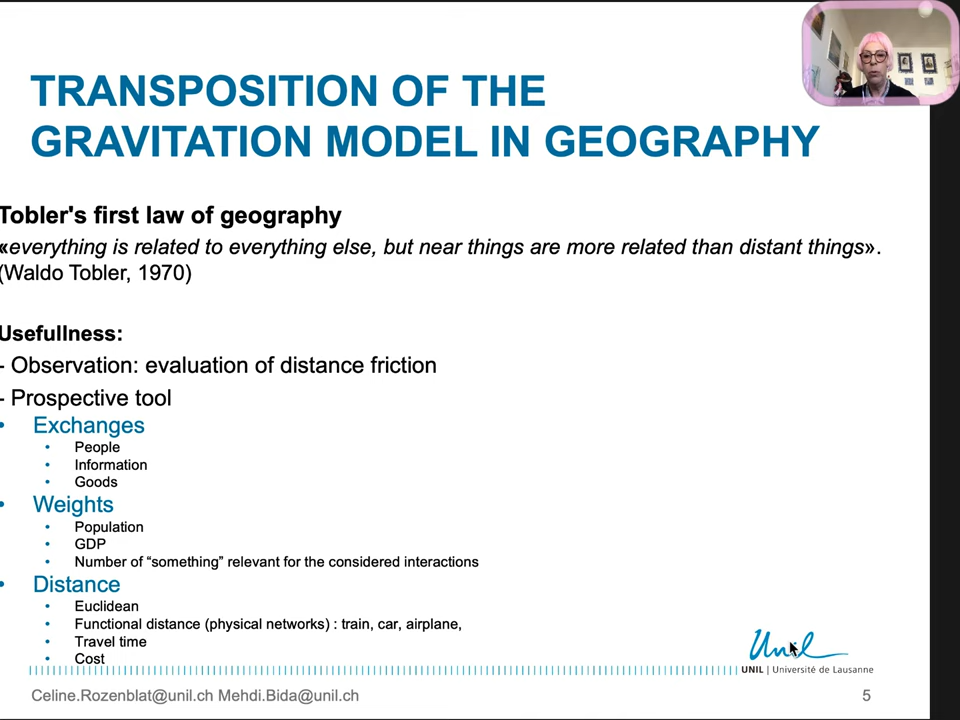 TRANSPOSITION OF THE
GRAVITATION MODEL IN GEOGRAPHY
Tobler's first law of geography
«everything is related to everything else, but near things are more related than distant things».
(Waldo Tobler, 1970)
Usefullness:
- Observation: evaluation of distance friction
- Prospective tool
• Exchanges
• People
• Information
• Goods
• Weights
• Population
• GDP
• Number of “something” relevant for the considered interactions
• Distance
• Euclidean
• Functional distance (physical networks) : train, car, airplane,
• Travel time
• Cost
Unil
UNIL | Université de Lausanne
Celine.Rozenblat@unil.ch Mehdi.Bida@unil.ch
5